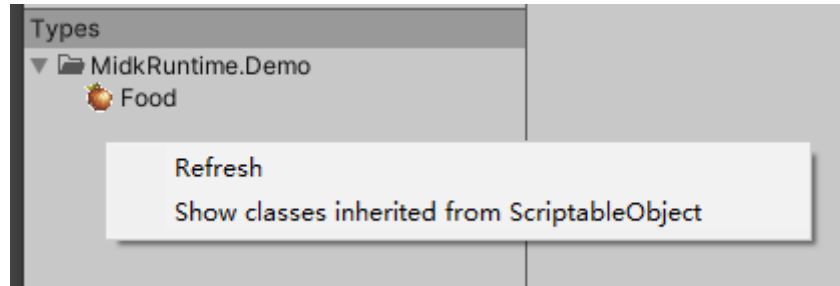 Types
MidkRuntime.Demo
Food
Refresh
Show classes inherited from ScriptableObject